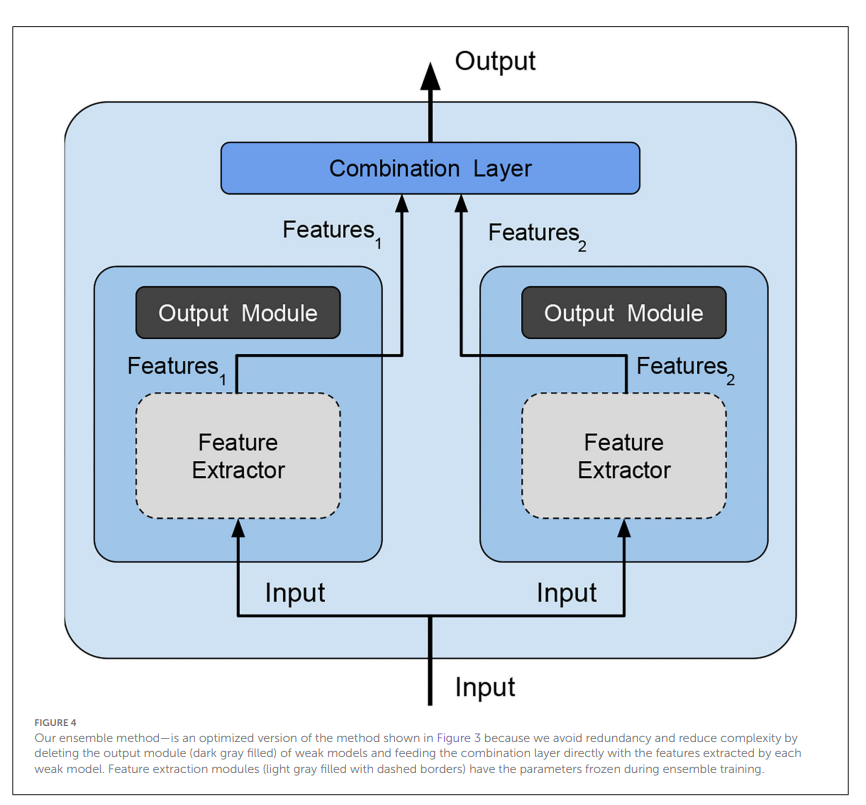 Output
Combination Layer
Features1
Features2
Output Module
Output Module
Features1
Features2
Feature
Extractor
Feature
Extractor
Input
Input
Input
FIGURE 4
Our ensemble method—is an optimized version of the method shown in Figure 3 because we avoid redundancy and reduce complexity by
deleting the output module (dark gray filled) of weak models and feeding the combination layer directly with the features extracted by each
weak model. Feature extraction modules (light gray filled with dashed borders) have the parameters frozen during ensemble training.